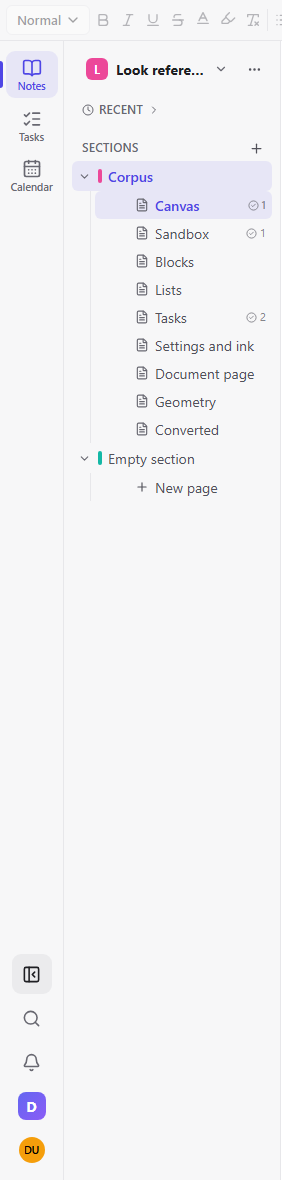 Normal
B I U S A
Notes
Tasks
Calendar
L Look refere...
RECENT
SECTIONS
Corpus
Canvas 1
Sandbox 1
Blocks
Lists
Tasks 2
Settings and ink
Document page
Geometry
Converted
Empty section
New page
D
DU